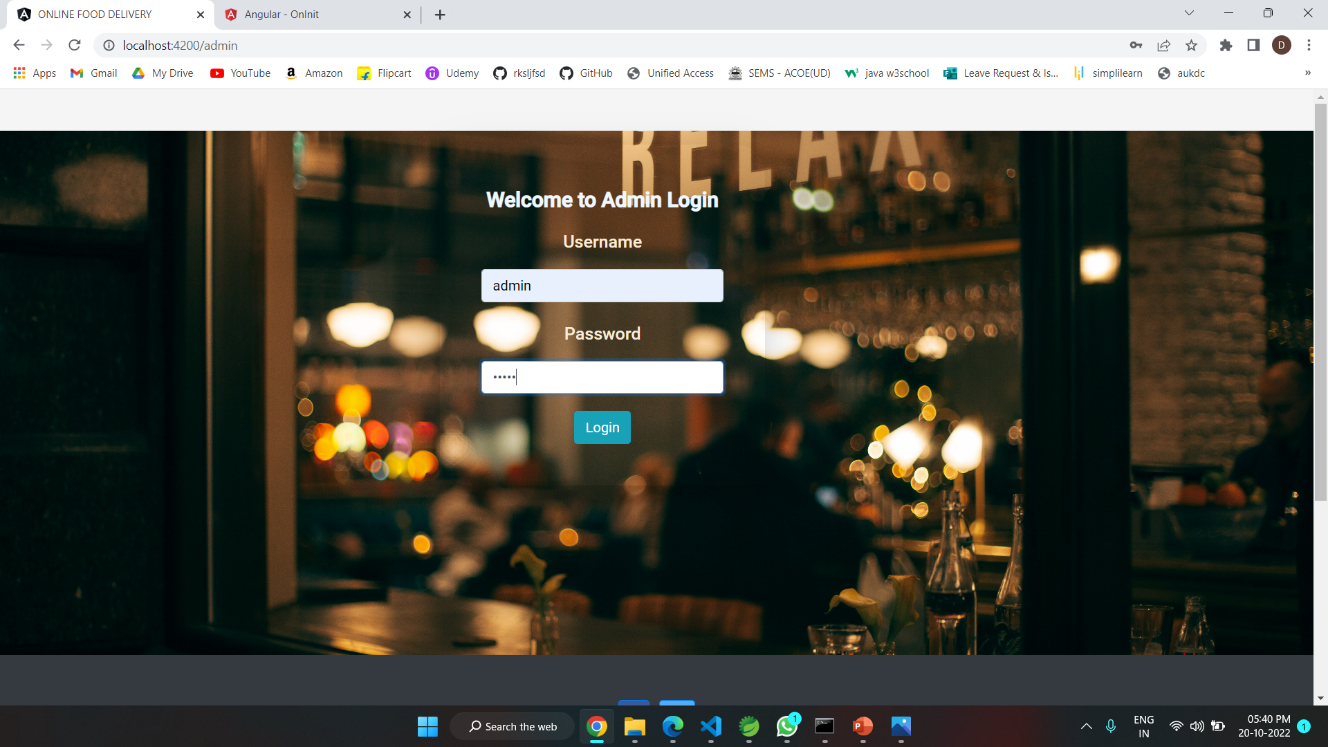 ONLINE FOOD DELIVERY
Angular - OnInit
localhost:4200/admin
D
Apps
Gmail
My Drive
YouTube
Amazon
Flipcart
Udemy
rksljfsd
GitHub
Unified Access
SEMS - ACOE(UD)
java w3school
Leave Request & Is...
simplilearn
aukdc
»
RELAX
Welcome to Admin Login
Username
admin
Password
•••••
Login
Search the web
1
ENG
IN
05:40 PM
20-10-2022
1